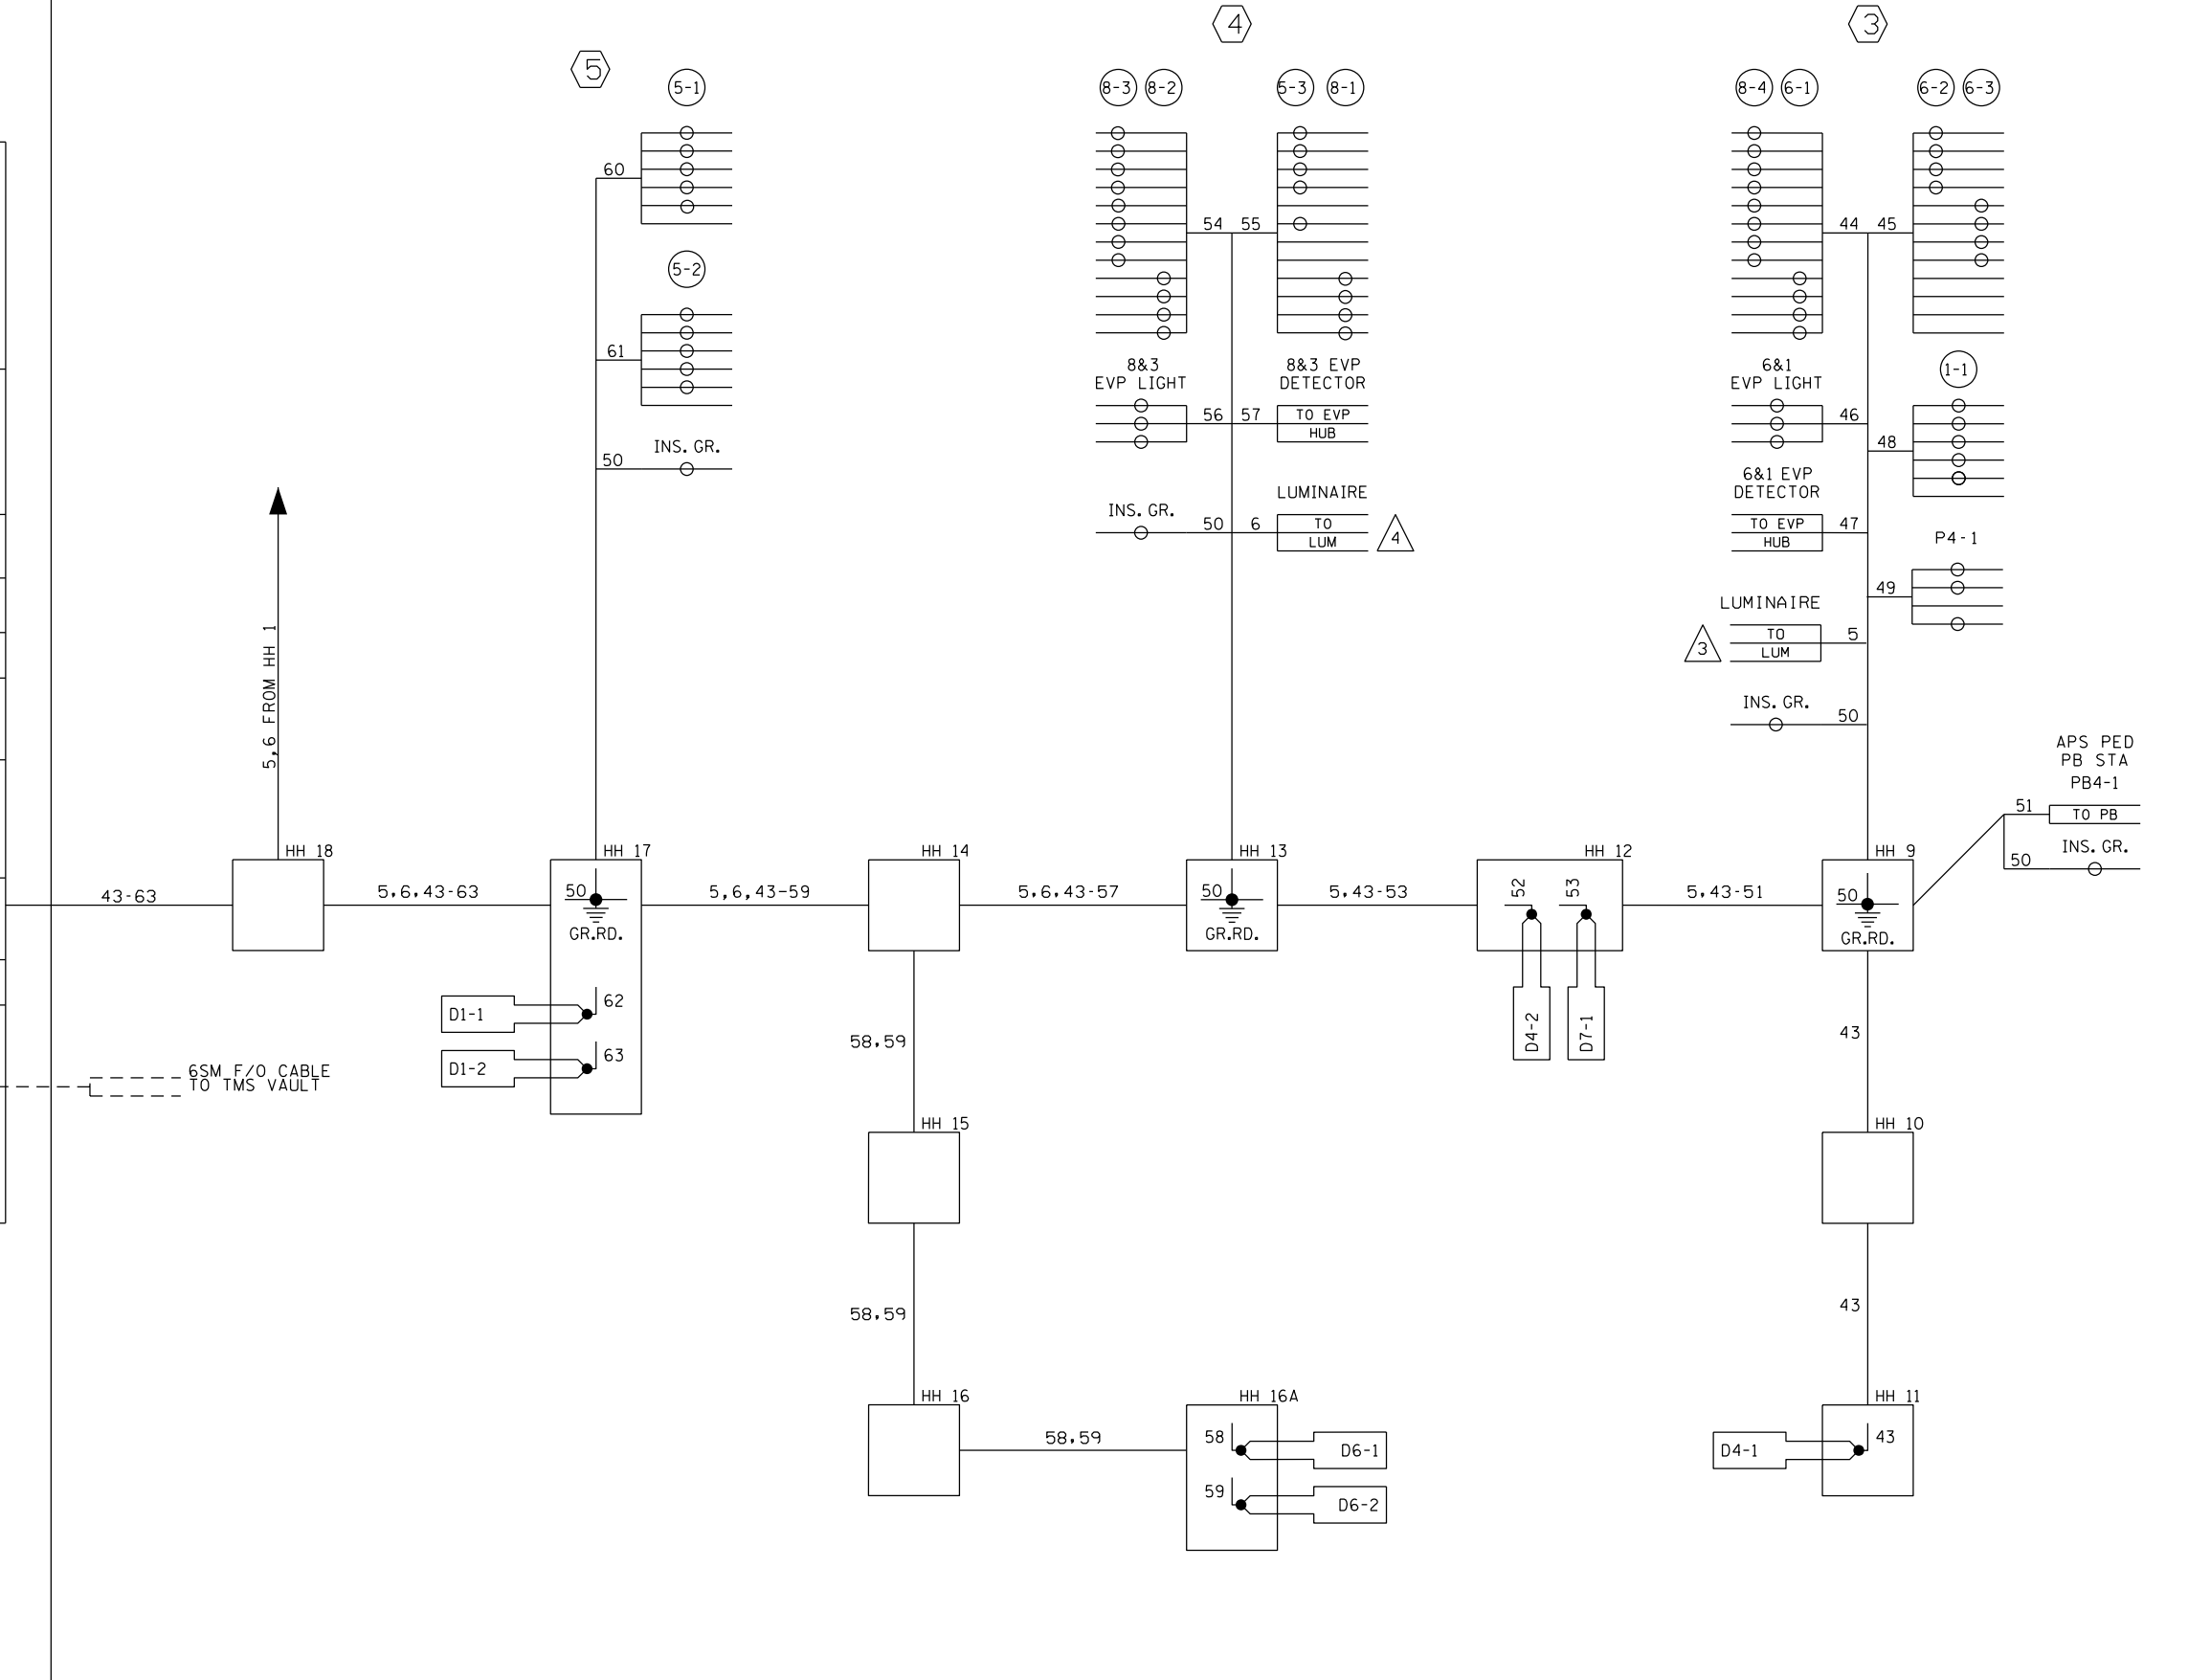 5
5-1
60
5-2
61
INS. GR.
50
4
8-3
8-2
5-3
8-1
54
55
8&3
EVP LIGHT
8&3 EVP
DETECTOR
56
57
TO EVP
HUB
INS. GR.
50
6
LUMINAIRE
TO
LUM
4
3
8-4
6-1
6-2
6-3
44
45
6&1
EVP LIGHT
46
1-1
48
6&1 EVP
DETECTOR
TO EVP
HUB
47
P4-1
49
LUMINAIRE
3
TO
LUM
5
INS. GR.
50
APS PED
PB STA
PB4-1
51
TO PB
INS. GR.
50
5,6 FROM HH 1
43-63
HH 18
5,6,43-63
HH 17
50
GR.RD.
D1-1
62
D1-2
63
5,6,43-59
HH 14
5,6,43-57
HH 13
50
GR.RD.
5,43-53
HH 12
52
53
D4-2
D7-1
5,43-51
HH 9
50
GR.RD.
6SM F/O CABLE
TO TMS VAULT
58,59
HH 15
58,59
HH 16
58,59
HH 16A
58
D6-1
59
D6-2
43
HH 10
43
HH 11
D4-1
43